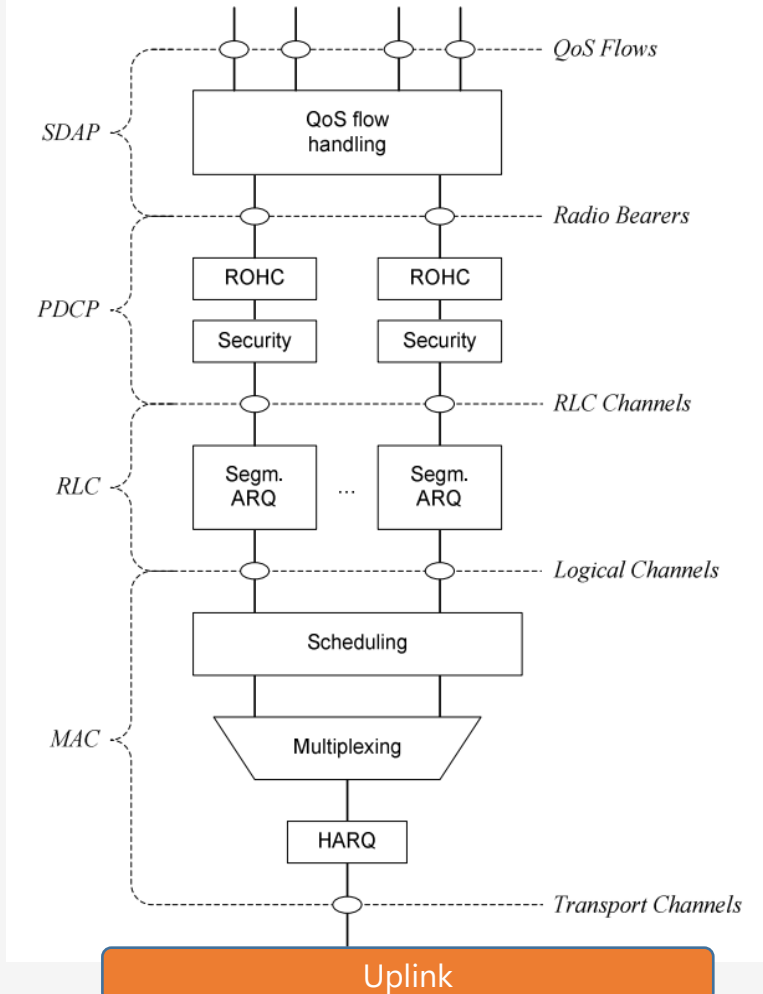 QoS Flows
QoS flow
handling
SDAP
Radio Bearers
ROHC
ROHC
PDCP
Security
Security
RLC Channels
Segm.
ARQ
...
Segm.
ARQ
RLC
Logical Channels
Scheduling
MAC
Multiplexing
HARQ
Transport Channels
Uplink